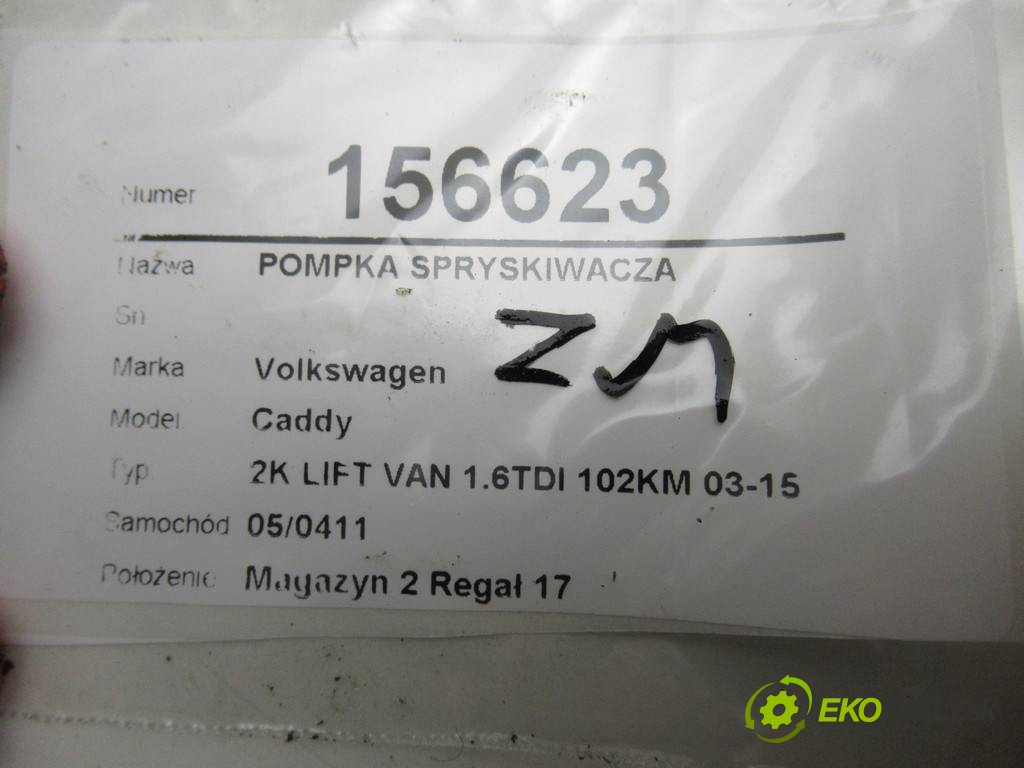 Numer 156623
Nazwa POMPKA SPRYSKIWACZA
Sn
Marka Volkswagen
Model Caddy
Typ 2K LIFT VAN 1.6TDI 102KM 03-15
Samochód 05/0411
Położenie Magazyn 2 Regał 17
EKO